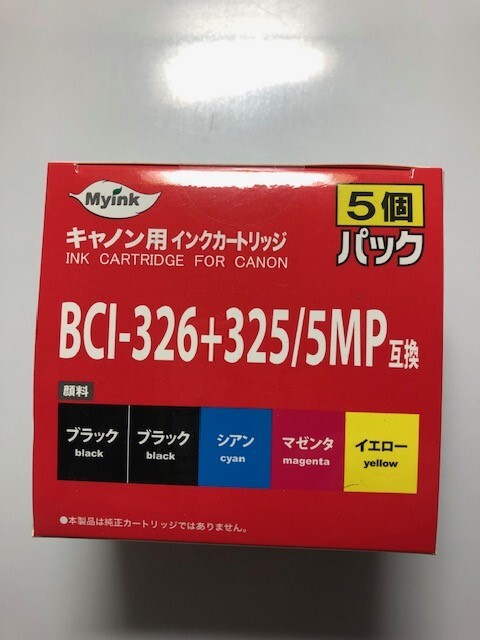 Myink
5個
パック
キャノン用インクカートリッジ
INK CARTRIDGE FOR CANON
BCI-326+325/5MP互換
顔料
ブラック
black
ブラック
black
シアン
cyan
マゼンタ
magenta
イエロー
yellow
●本製品は純正カートリッジではありません。